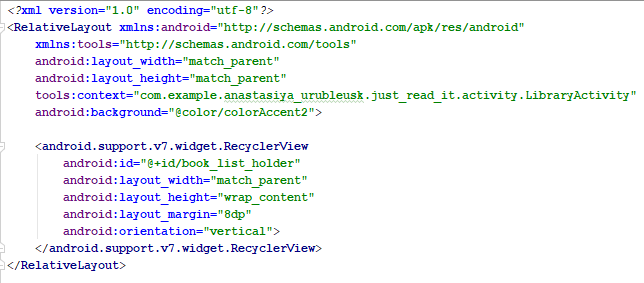 <?xml version="1.0" encoding="utf-8"?>
<RelativeLayout xmlns:android="http://schemas.android.com/apk/res/android"
    xmlns:tools="http://schemas.android.com/tools"
    android:layout_width="match_parent"
    android:layout_height="match_parent"
    tools:context="com.example.anastasiya_urubleusk.just_read_it.activity.LibraryActivity"
    android:background="@color/colorAccent2">

    <android.support.v7.widget.RecyclerView
        android:id="@+id/book_list_holder"
        android:layout_width="match_parent"
        android:layout_height="wrap_content"
        android:layout_margin="8dp"
        android:orientation="vertical">
    </android.support.v7.widget.RecyclerView>
</RelativeLayout>